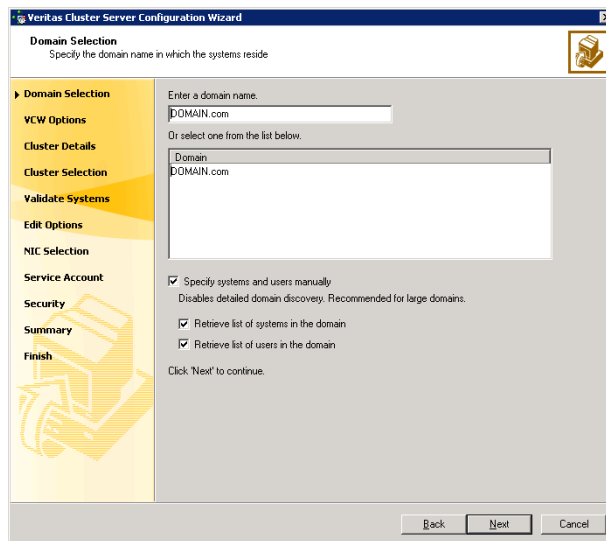 Veritas Cluster Server Configuration Wizard
Domain Selection
Specify the domain name in which the systems reside
Domain Selection
VCW Options
Cluster Details
Cluster Selection
Validate Systems
Edit Options
NIC Selection
Service Account
Security
Summary
Finish
Enter a domain name.
DOMAIN.com
Or select one from the list below.
Domain
DOMAIN.com
Specify systems and users manually
Disables detailed domain discovery. Recommended for large domains.
Retrieve list of systems in the domain
Retrieve list of users in the domain
Click 'Next' to continue.
Back Next Cancel